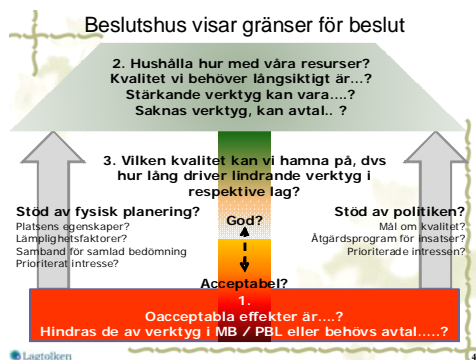 Beslutshus visar gränser för beslut
2. Hushålla hur med våra resurser?
Kvalitet vi behöver långsiktigt är...?
Stärkande verktyg kan vara....?
Saknas verktyg, kan avtal.. ?
3. Vilken kvalitet kan vi hamna på, dvs
hur lång driver lindrande verktyg i
respektive lag?
Stöd av fysisk planering?
Platsens egenskaper?
Lämplighetsfaktorer?
Samband för samlad bedömning
Prioriterat intresse?
God?
Acceptabel?
Stöd av politiken?
Mål om kvalitet?
Åtgärdsprogram för insatser?
Prioriterade intressen?
1.
Oacceptabla effekter är....?
Hindras de av verktyg i MB / PBL eller behövs avtal.....?
Lagtolken